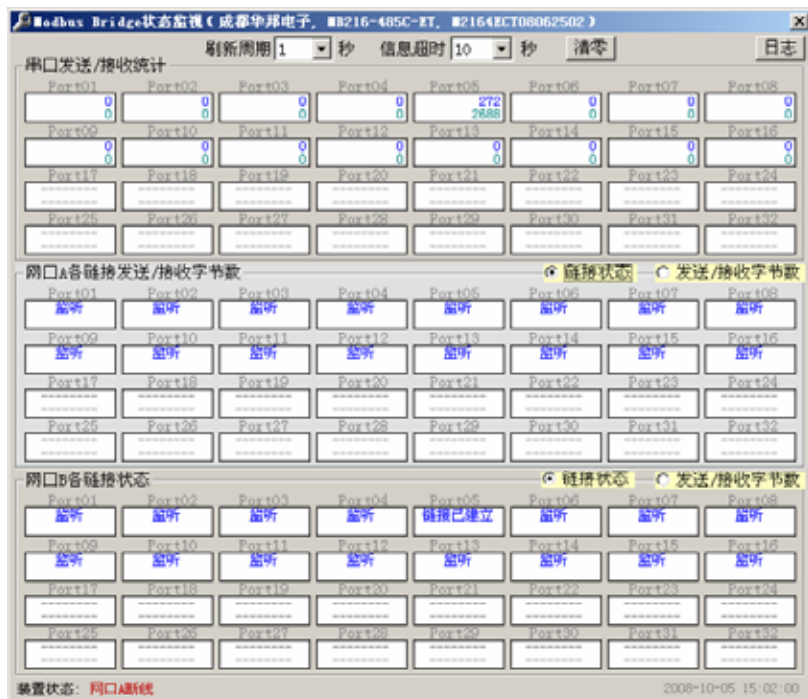 Modbus Bridge状态监视(成都华邦电子, MB216-485C-ET, M2164ECT08062502)
刷新周期 1 秒 信息超时 10 秒 清零 日志
串口发送/接收统计
Port01 Port02 Port03 Port04 Port05 Port06 Port07 Port08
0 0 0 0 272 0 0 0
0 0 0 0 2688 0 0 0
Port09 Port10 Port11 Port12 Port13 Port14 Port15 Port16
0 0 0 0 0 0 0 0
0 0 0 0 0 0 0 0
Port17 Port18 Port19 Port20 Port21 Port22 Port23 Port24
Port25 Port26 Port27 Port28 Port29 Port30 Port31 Port32
网口A各链接发送/接收字节数 链接状态 发送/接收字节数
Port01 Port02 Port03 Port04 Port05 Port06 Port07 Port08
监听 监听 监听 监听 监听 监听 监听 监听
Port09 Port10 Port11 Port12 Port13 Port14 Port15 Port16
监听 监听 监听 监听 监听 监听 监听 监听
Port17 Port18 Port19 Port20 Port21 Port22 Port23 Port24
Port25 Port26 Port27 Port28 Port29 Port30 Port31 Port32
网口B各链接状态 链接状态 发送/接收字节数
Port01 Port02 Port03 Port04 Port05 Port06 Port07 Port08
监听 监听 监听 监听 链接已建立 监听 监听 监听
Port09 Port10 Port11 Port12 Port13 Port14 Port15 Port16
监听 监听 监听 监听 监听 监听 监听 监听
Port17 Port18 Port19 Port20 Port21 Port22 Port23 Port24
Port25 Port26 Port27 Port28 Port29 Port30 Port31 Port32
装置状态: 网口A断线 2008-10-05 15:02:00